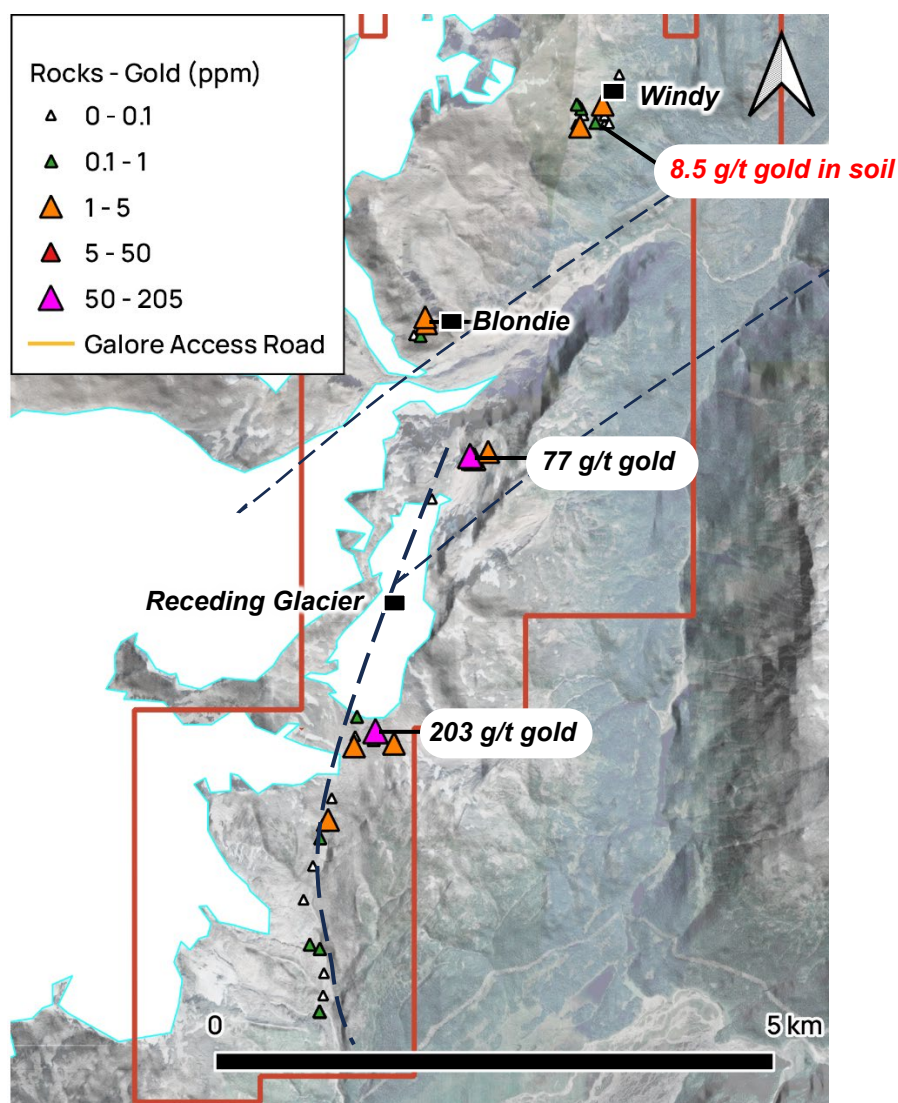 Rocks - Gold (ppm)
0 - 0.1
0.1 - 1
1 - 5
5 - 50
50 - 205
Galore Access Road
Windy
8.5 g/t gold in soil
Blondie
77 g/t gold
Receding Glacier
203 g/t gold
0
5 km